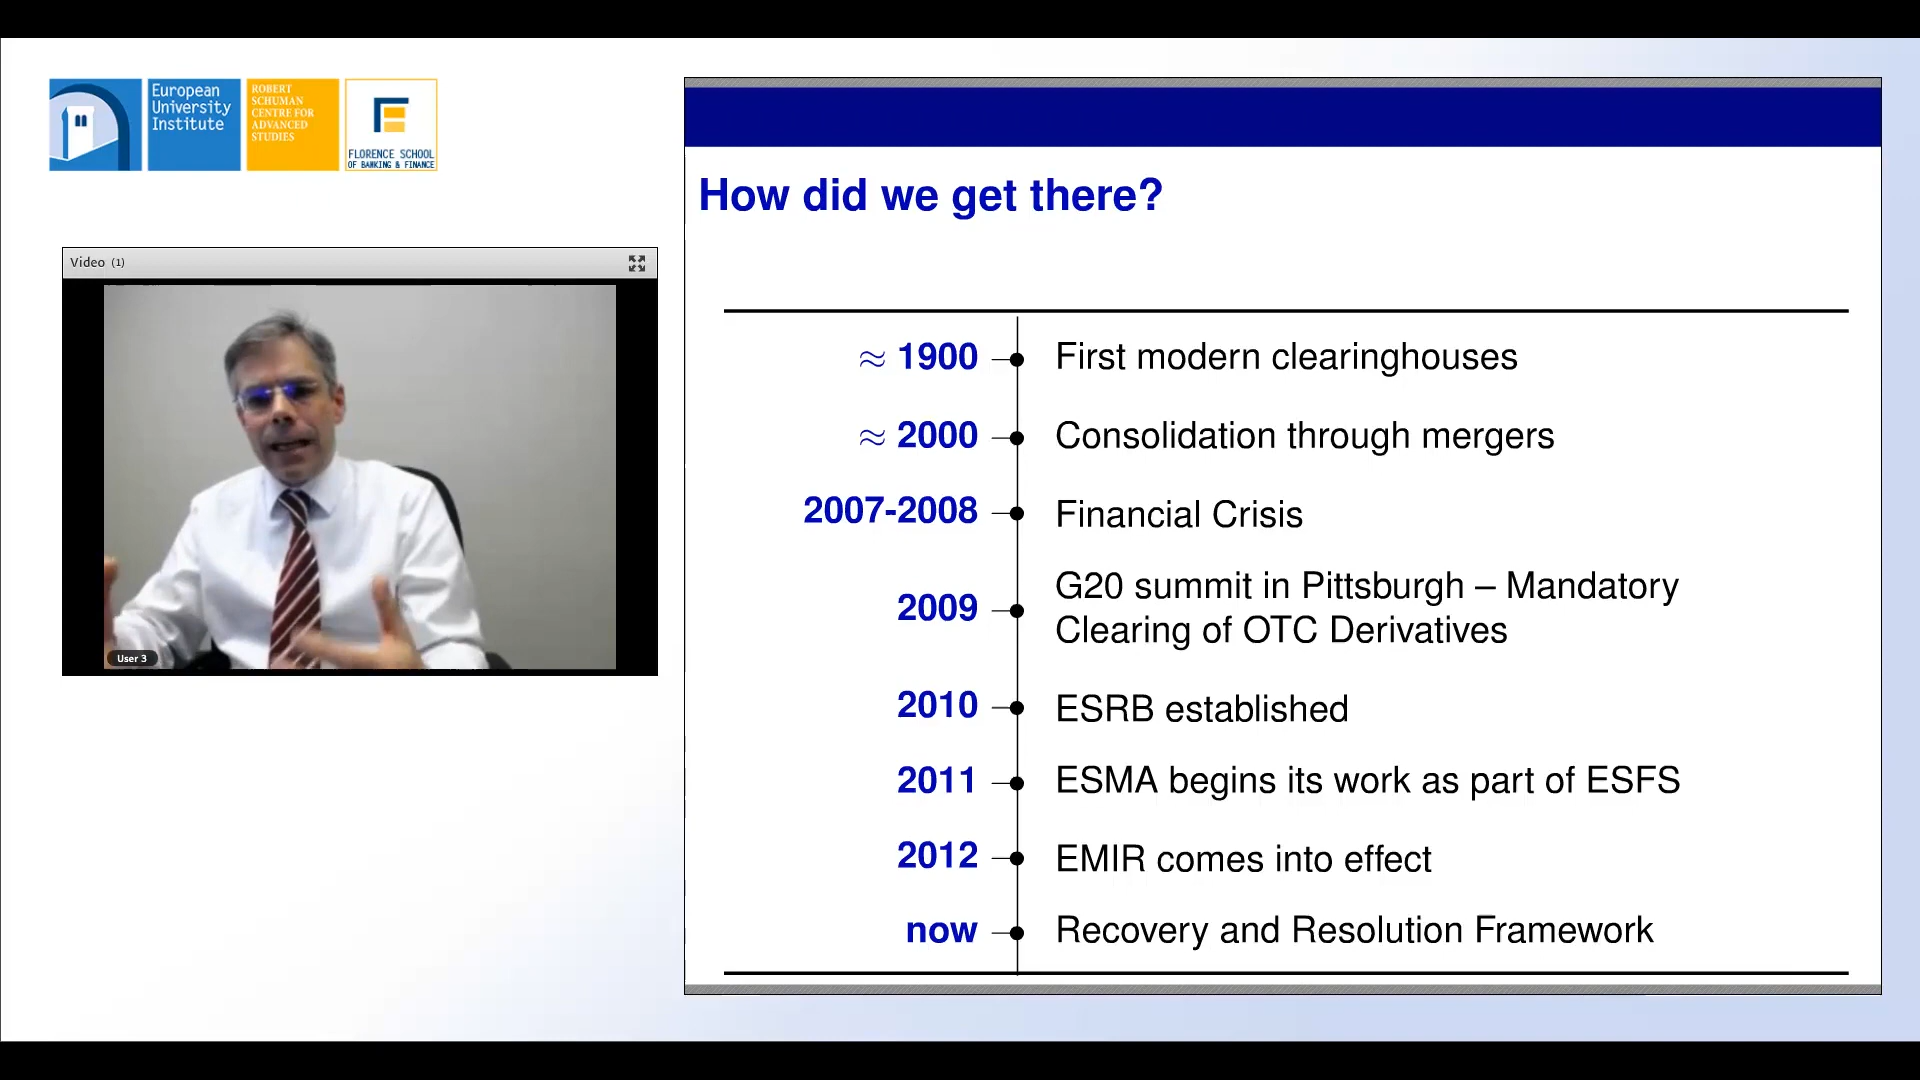 European
University
Institute
ROBERT
SCHUMAN
CENTRE FOR
ADVANCED
STUDIES
FLORENCE SCHOOL
OF BANKING & FINANCE
Video (1)
User 3
How did we get there?
≈ 1900 First modern clearinghouses
≈ 2000 Consolidation through mergers
2007-2008 Financial Crisis
2009 G20 summit in Pittsburgh – Mandatory
Clearing of OTC Derivatives
2010 ESRB established
2011 ESMA begins its work as part of ESFS
2012 EMIR comes into effect
now Recovery and Resolution Framework